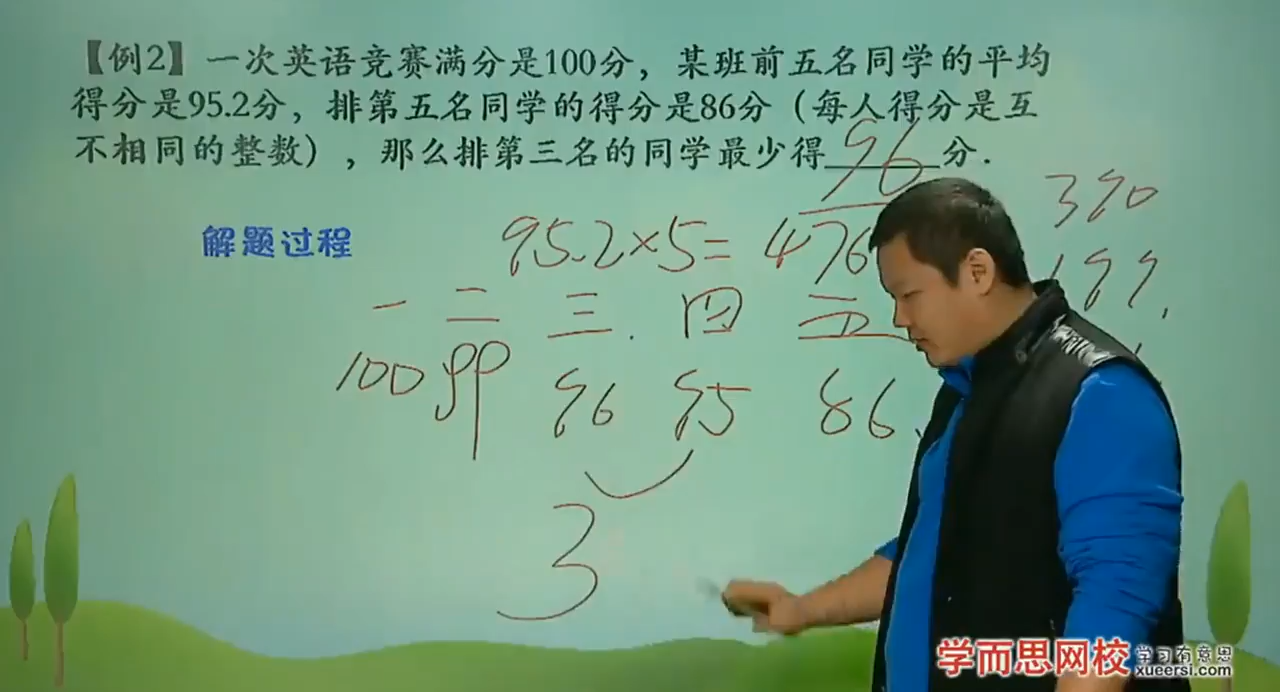 【例2】一次英语竞赛满分是100分，某班前五名同学的平均
得分是95.2分，排第五名同学的得分是86分（每人得分是互
不相同的整数），那么排第三名的同学最少得96分．
解题过程
95.2×5=476
390
199.
一 二 三. 四 五
100 99 96 95 86.
3
学而思网校 学习有意思
xueersi.com